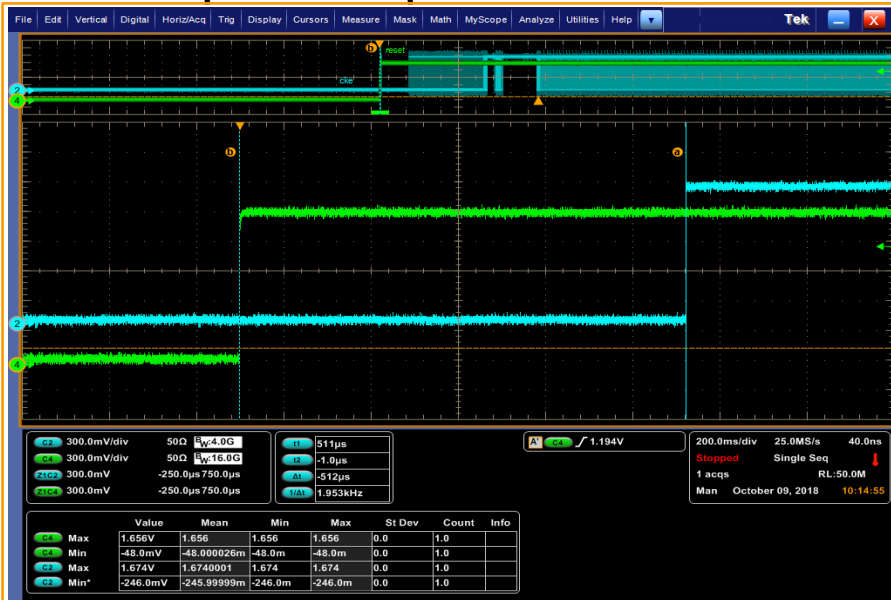 File Edit Vertical Digital Horiz/Acq Trig Display Cursors Measure Mask Math MyScope Analyze Utilities Help Tek X
b reset
cke
2
4
b a
2
4
C2 300.0mV/div 50Ω BW:4.0G
C4 300.0mV/div 50Ω BW:16.0G
Z1C2 300.0mV -250.0µs 750.0µs
Z1C4 300.0mV -250.0µs 750.0µs
t1 511µs
t2 -1.0µs
Δt -512µs
1/Δt 1.953kHz
A' C4 1.194V
200.0ms/div 25.0MS/s 40.0ns
Stopped Single Seq
1 acqs RL:50.0M
Man October 09, 2018 10:14:55
Value Mean Min Max St Dev Count Info
C4 Max 1.656V 1.656 1.656 1.656 0.0 1.0
C4 Min -48.0mV -48.000026m -48.0m -48.0m 0.0 1.0
C2 Max 1.674V 1.6740001 1.674 1.674 0.0 1.0
C2 Min* -246.0mV -245.99999m -246.0m -246.0m 0.0 1.0